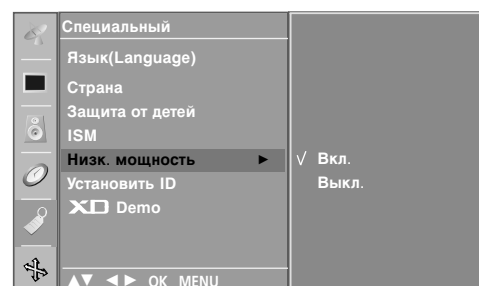 Специальный
Язык(Language)
Страна
Защита от детей
ISM
Низк. мощность ►
√ Вкл.
Выкл.
Установить ID
XD Demo
▲▼ ◄► OK MENU